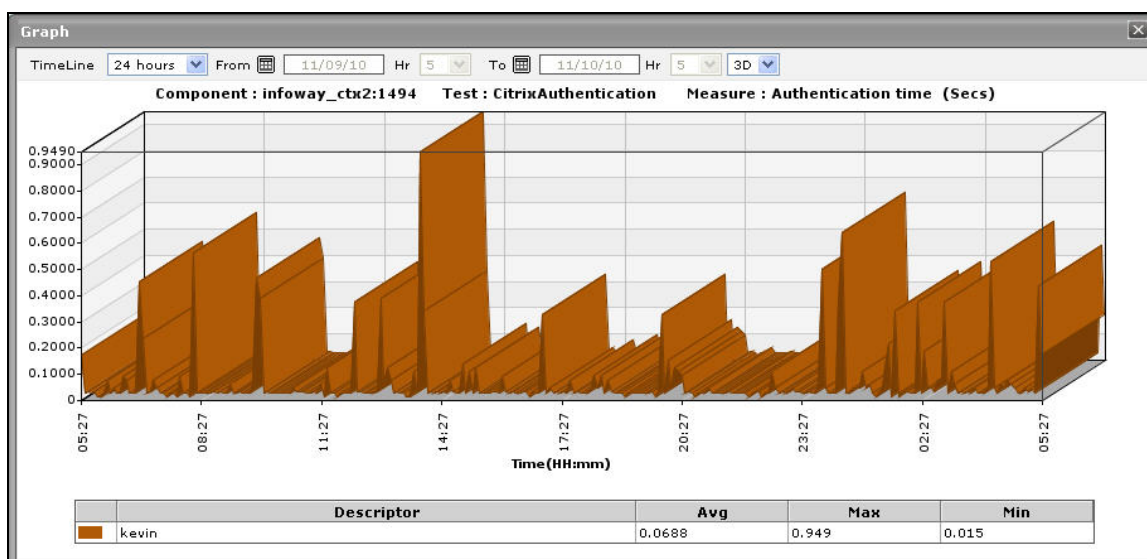 Graph
TimeLine 24 hours From 11/09/10 Hr 5 To 11/10/10 Hr 5 3D
Component : infoway_ctx2:1494 Test : CitrixAuthentication Measure : Authentication time (Secs)
0.9490
0.9000
0.8000
0.7000
0.6000
0.5000
0.4000
0.3000
0.2000
0.1000
0
05:27 08:27 11:27 14:27 17:27 20:27 23:27 02:27 05:27
Time(HH:mm)
Descriptor Avg Max Min
kevin 0.0688 0.949 0.015